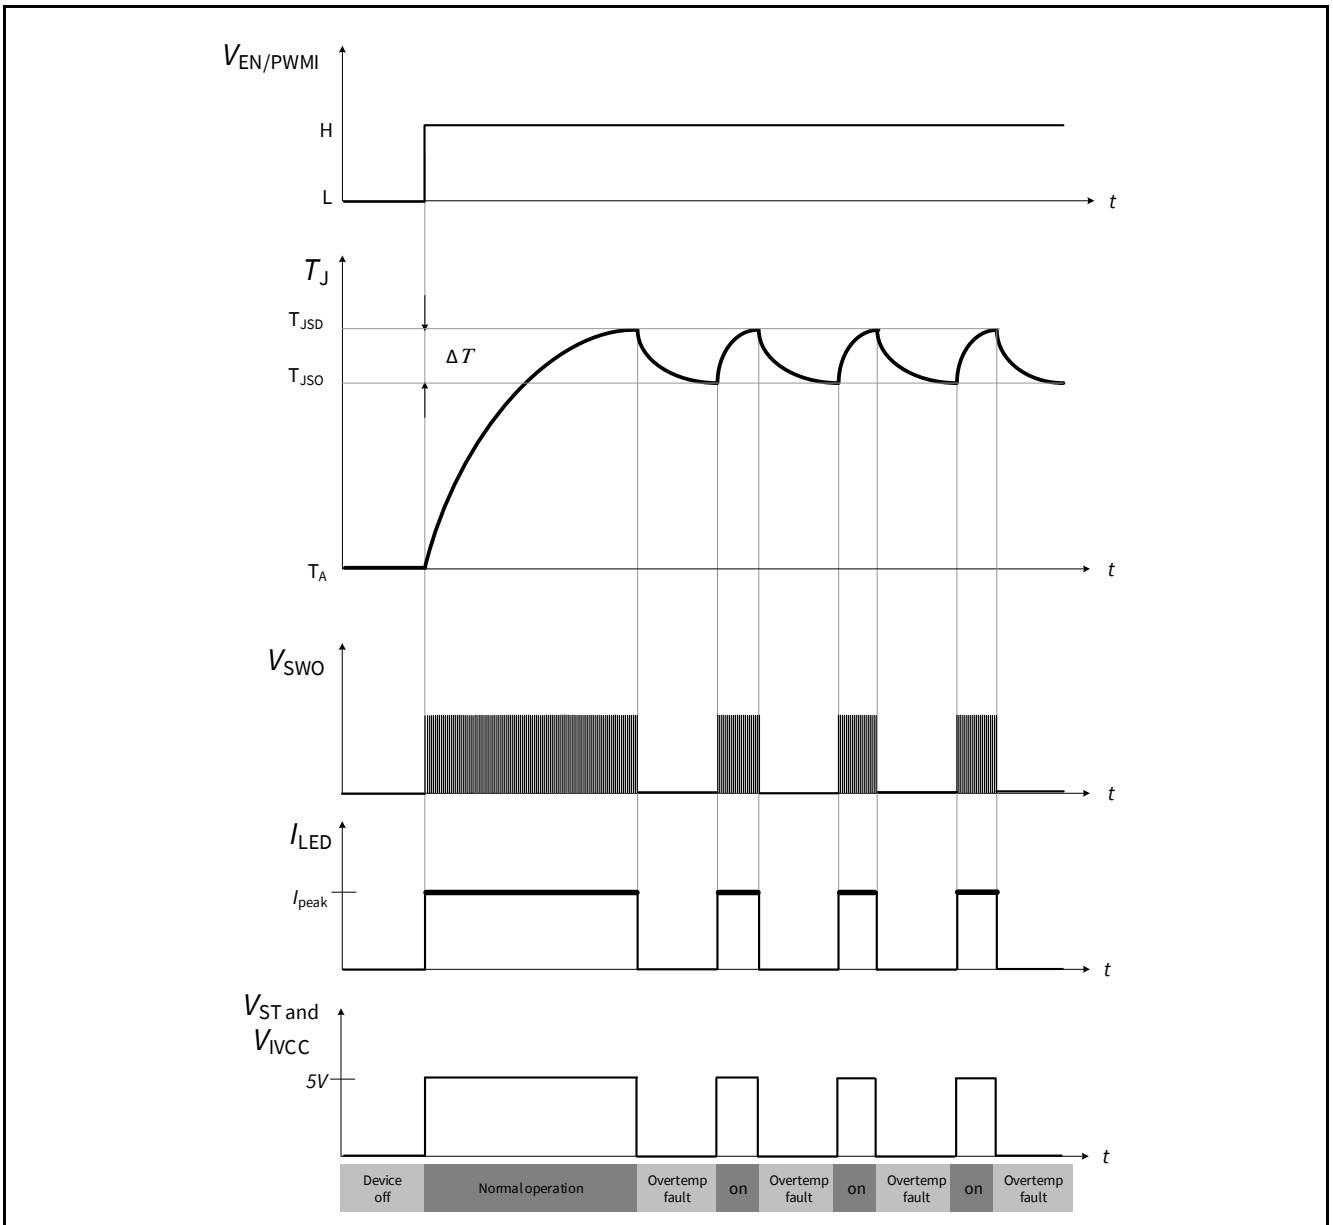 VEN/PWMI
H
L
t
TJ
TJSD
ΔT
TJSO
TA
t
VSWO
t
ILED
Ipeak
t
VST and
VIVCC
5V
t
Device
off
Normal operation
Overtemp
fault
on
Overtemp
fault
on
Overtemp
fault
on
Overtemp
fault